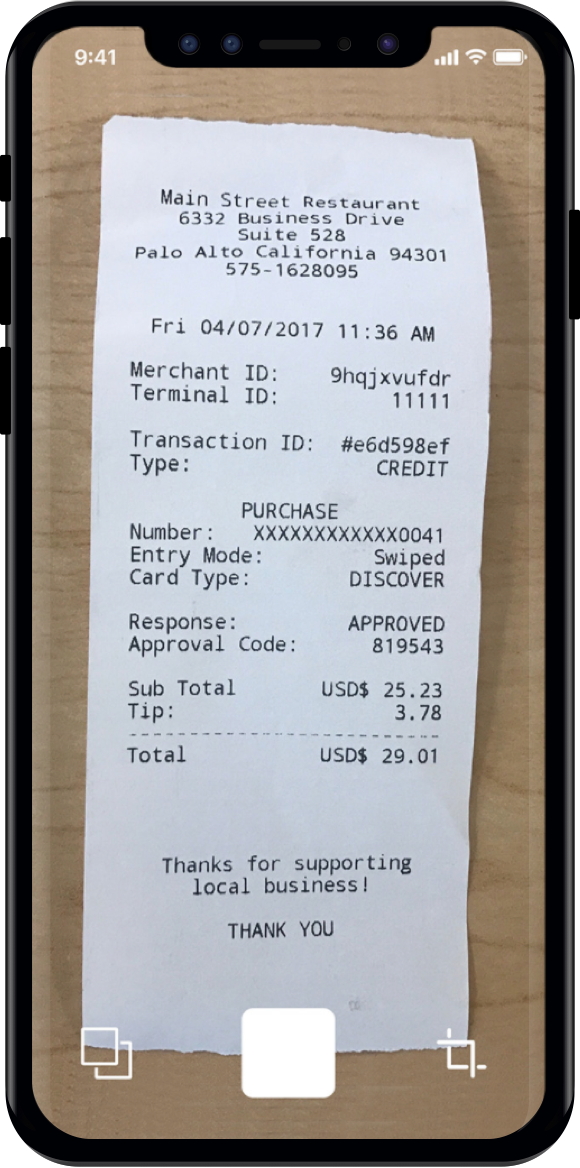 9:41
Main Street Restaurant
6332 Business Drive
Suite 528
Palo Alto California 94301
575-1628095
Fri 04/07/2017 11:36 AM
Merchant ID: 9hqjxvufdr
Terminal ID: 11111
Transaction ID: #e6d598ef
Type: CREDIT
PURCHASE
Number: XXXXXXXXXXXX0041
Entry Mode: Swiped
Card Type: DISCOVER
Response: APPROVED
Approval Code: 819543
Sub Total USD$ 25.23
Tip: 3.78
Total USD$ 29.01
Thanks for supporting
local business!
THANK YOU